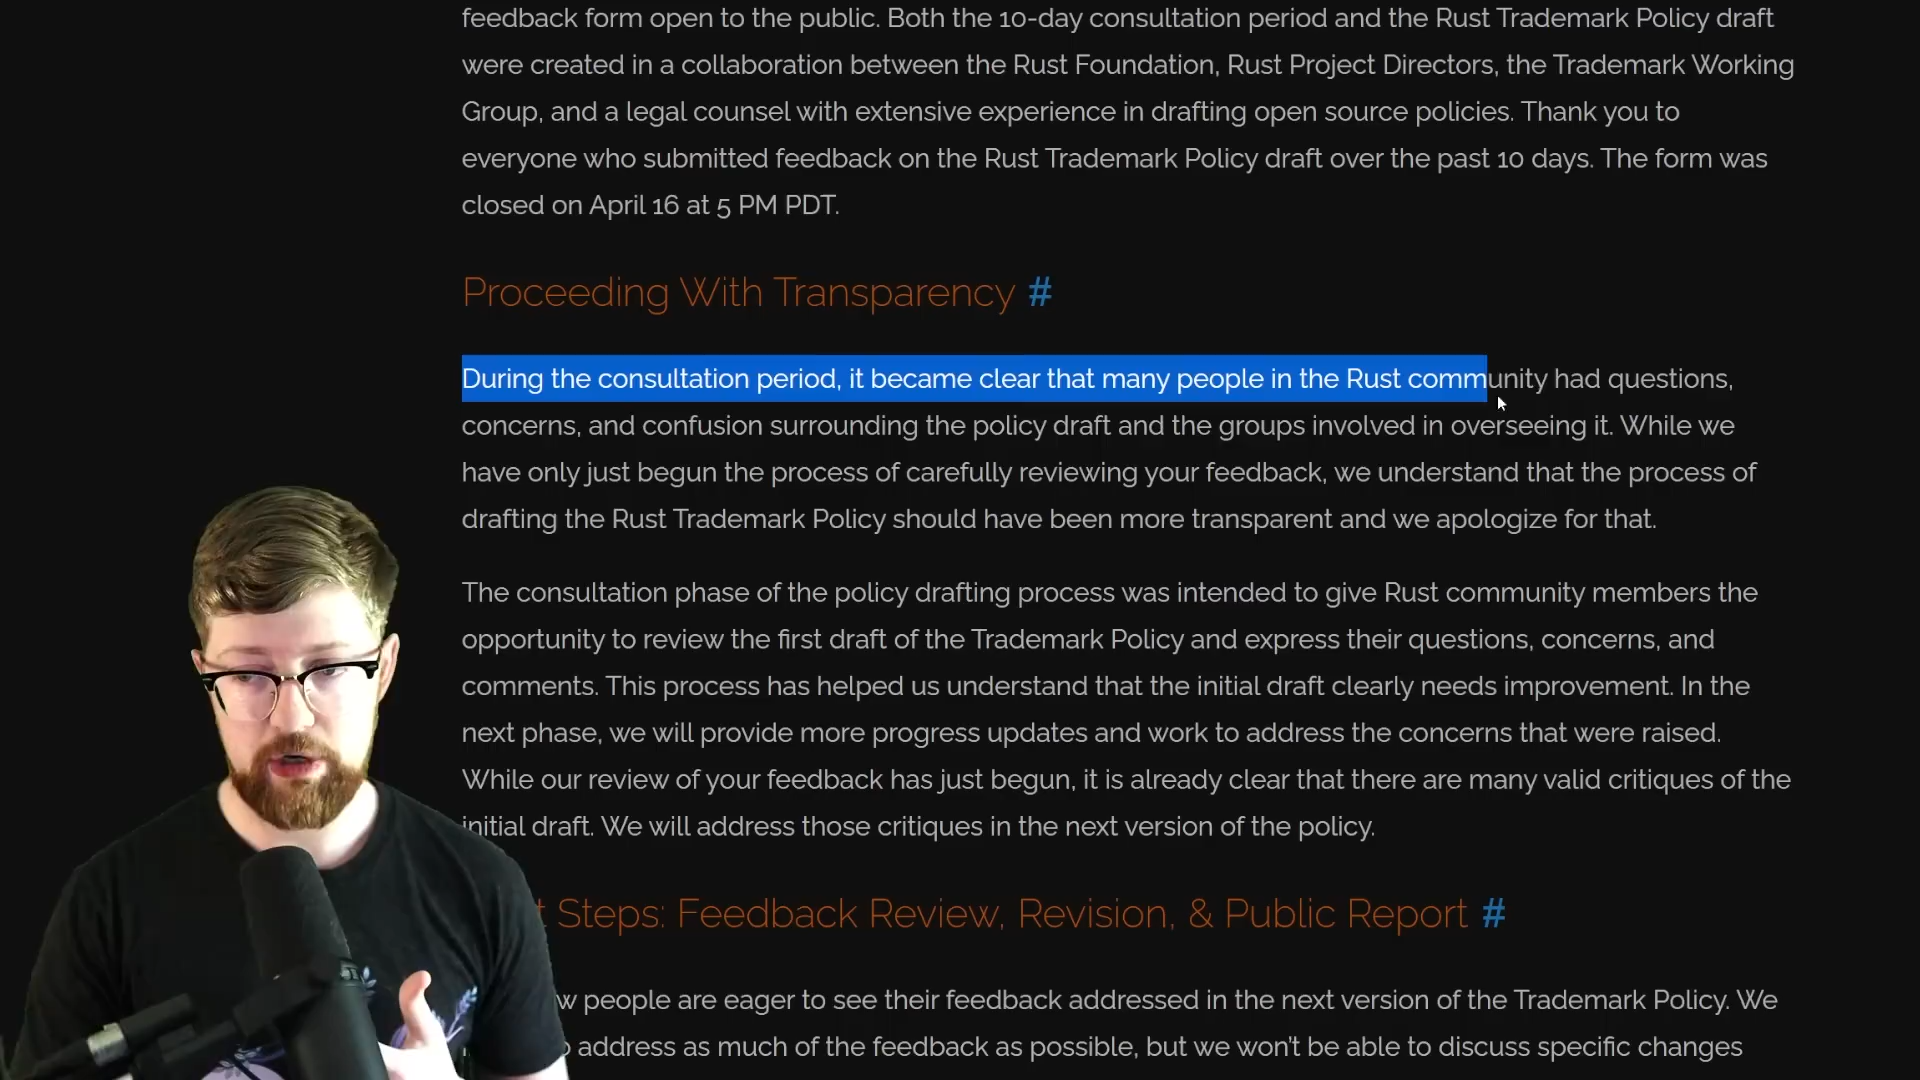 feedback form open to the public. Both the 10-day consultation period and the Rust Trademark Policy draft
were created in a collaboration between the Rust Foundation, Rust Project Directors, the Trademark Working
Group, and a legal counsel with extensive experience in drafting open source policies. Thank you to
everyone who submitted feedback on the Rust Trademark Policy draft over the past 10 days. The form was
closed on April 16 at 5 PM PDT.
Proceeding With Transparency #
During the consultation period, it became clear that many people in the Rust community had questions,
concerns, and confusion surrounding the policy draft and the groups involved in overseeing it. While we
have only just begun the process of carefully reviewing your feedback, we understand that the process of
drafting the Rust Trademark Policy should have been more transparent and we apologize for that.
The consultation phase of the policy drafting process was intended to give Rust community members the
opportunity to review the first draft of the Trademark Policy and express their questions, concerns, and
comments. This process has helped us understand that the initial draft clearly needs improvement. In the
next phase, we will provide more progress updates and work to address the concerns that were raised.
While our review of your feedback has just begun, it is already clear that there are many valid critiques of the
initial draft. We will address those critiques in the next version of the policy.
Steps: Feedback Review, Revision, & Public Report #
people are eager to see their feedback addressed in the next version of the Trademark Policy. We
address as much of the feedback as possible, but we won't be able to discuss specific changes